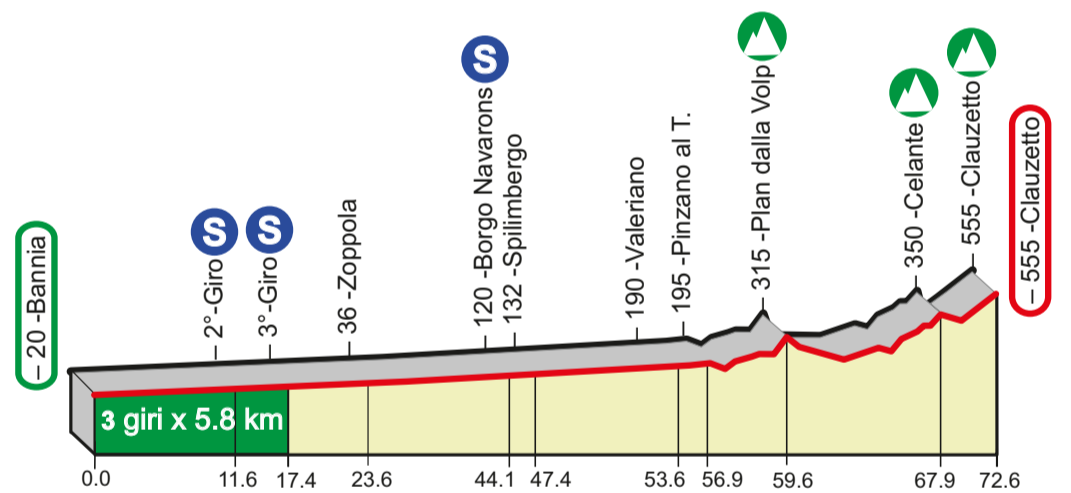 – 20 -Bannia
S
2°-Giro
S
3°-Giro
36 -Zoppola
S
120 -Borgo Navarons
132 -Spilimbergo
190 -Valeriano
195 -Pinzano al T.
315 -Plan dalla Volp
350 -Celante
555 -Clauzetto
– 555 -Clauzetto
3 giri x 5.8 km
0.0 11.6 17.4 23.6 44.1 47.4 53.6 56.9 59.6 67.9 72.6